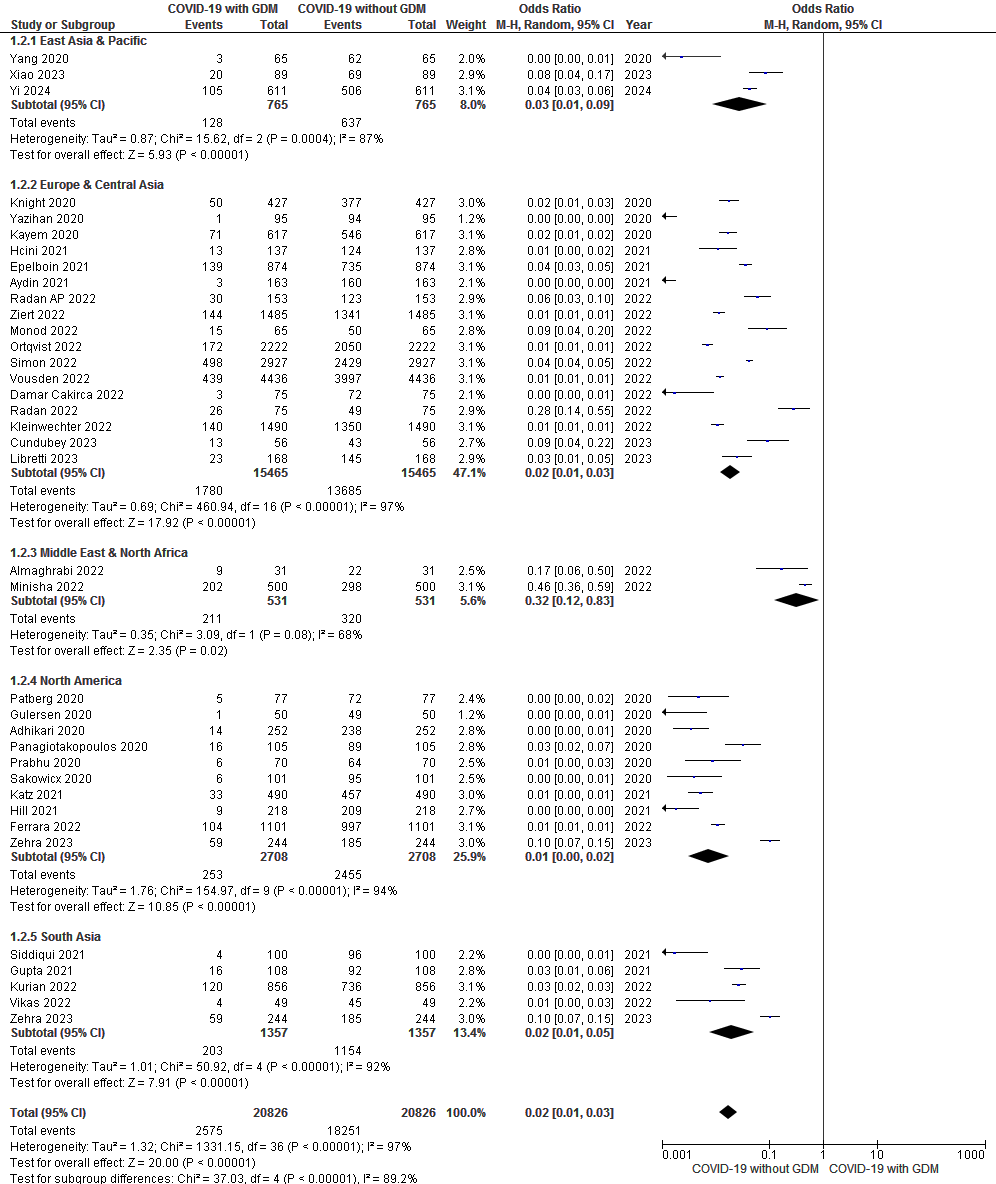 COVID-19 with GDM COVID-19 without GDM Odds Ratio Odds Ratio
Study or Subgroup Events Total Events Total Weight M-H, Random, 95% CI Year M-H, Random, 95% CI
1.2.1 East Asia & Pacific
Yang 2020 3 65 62 65 2.0% 0.00 [0.00, 0.01] 2020
Xiao 2023 20 89 69 89 2.9% 0.08 [0.04, 0.17] 2023
Yi 2024 105 611 506 611 3.1% 0.04 [0.03, 0.06] 2024
Subtotal (95% CI) 765 765 8.0% 0.03 [0.01, 0.09]
Total events 128 637
Heterogeneity: Tau² = 0.87; Chi² = 15.62, df = 2 (P = 0.0004); I² = 87%
Test for overall effect: Z = 5.93 (P < 0.00001)
1.2.2 Europe & Central Asia
Knight 2020 50 427 377 427 3.0% 0.02 [0.01, 0.03] 2020
Yazihan 2020 1 95 94 95 1.2% 0.00 [0.00, 0.00] 2020
Kayem 2020 71 617 546 617 3.1% 0.02 [0.01, 0.02] 2020
Hcini 2021 13 137 124 137 2.8% 0.01 [0.00, 0.02] 2021
Epelboin 2021 139 874 735 874 3.1% 0.04 [0.03, 0.05] 2021
Aydin 2021 3 163 160 163 2.1% 0.00 [0.00, 0.00] 2021
Radan AP 2022 30 153 123 153 2.9% 0.06 [0.03, 0.10] 2022
Ziert 2022 144 1485 1341 1485 3.1% 0.01 [0.01, 0.01] 2022
Monod 2022 15 65 50 65 2.8% 0.09 [0.04, 0.20] 2022
Ortqvist 2022 172 2222 2050 2222 3.1% 0.01 [0.01, 0.01] 2022
Simon 2022 498 2927 2429 2927 3.1% 0.04 [0.04, 0.05] 2022
Vousden 2022 439 4436 3997 4436 3.1% 0.01 [0.01, 0.01] 2022
Damar Cakirca 2022 3 75 72 75 2.0% 0.00 [0.00, 0.01] 2022
Radan 2022 26 75 49 75 2.9% 0.28 [0.14, 0.55] 2022
Kleinwechter 2022 140 1490 1350 1490 3.1% 0.01 [0.01, 0.01] 2022
Cundubey 2023 13 56 43 56 2.7% 0.09 [0.04, 0.22] 2023
Libretti 2023 23 168 145 168 2.9% 0.03 [0.01, 0.05] 2023
Subtotal (95% CI) 15465 15465 47.1% 0.02 [0.01, 0.03]
Total events 1780 13685
Heterogeneity: Tau² = 0.69; Chi² = 460.94, df = 16 (P < 0.00001); I² = 97%
Test for overall effect: Z = 17.92 (P < 0.00001)
1.2.3 Middle East & North Africa
Almaghrabi 2022 9 31 22 31 2.5% 0.17 [0.06, 0.50] 2022
Minisha 2022 202 500 298 500 3.1% 0.46 [0.36, 0.59] 2022
Subtotal (95% CI) 531 531 5.6% 0.32 [0.12, 0.83]
Total events 211 320
Heterogeneity: Tau² = 0.35; Chi² = 3.09, df = 1 (P = 0.08); I² = 68%
Test for overall effect: Z = 2.35 (P = 0.02)
1.2.4 North America
Patberg 2020 5 77 72 77 2.4% 0.00 [0.00, 0.02] 2020
Gulersen 2020 1 50 49 50 1.2% 0.00 [0.00, 0.01] 2020
Adhikari 2020 14 252 238 252 2.8% 0.00 [0.00, 0.01] 2020
Panagiotakopoulos 2020 16 105 89 105 2.8% 0.03 [0.02, 0.07] 2020
Prabhu 2020 6 70 64 70 2.5% 0.01 [0.00, 0.03] 2020
Sakowicx 2020 6 101 95 101 2.5% 0.00 [0.00, 0.01] 2020
Katz 2021 33 490 457 490 3.0% 0.01 [0.00, 0.01] 2021
Hill 2021 9 218 209 218 2.7% 0.00 [0.00, 0.00] 2021
Ferrara 2022 104 1101 997 1101 3.1% 0.01 [0.01, 0.01] 2022
Zehra 2023 59 244 185 244 3.0% 0.10 [0.07, 0.15] 2023
Subtotal (95% CI) 2708 2708 25.9% 0.01 [0.00, 0.02]
Total events 253 2455
Heterogeneity: Tau² = 1.76; Chi² = 154.97, df = 9 (P < 0.00001); I² = 94%
Test for overall effect: Z = 10.85 (P < 0.00001)
1.2.5 South Asia
Siddiqui 2021 4 100 96 100 2.2% 0.00 [0.00, 0.01] 2021
Gupta 2021 16 108 92 108 2.8% 0.03 [0.01, 0.06] 2021
Kurian 2022 120 856 736 856 3.1% 0.03 [0.02, 0.03] 2022
Vikas 2022 4 49 45 49 2.2% 0.01 [0.00, 0.03] 2022
Zehra 2023 59 244 185 244 3.0% 0.10 [0.07, 0.15] 2023
Subtotal (95% CI) 1357 1357 13.4% 0.02 [0.01, 0.05]
Total events 203 1154
Heterogeneity: Tau² = 1.01; Chi² = 50.92, df = 4 (P < 0.00001); I² = 92%
Test for overall effect: Z = 7.91 (P < 0.00001)
Total (95% CI) 20826 20826 100.0% 0.02 [0.01, 0.03]
Total events 2575 18251
Heterogeneity: Tau² = 1.32; Chi² = 1331.15, df = 36 (P < 0.00001); I² = 97%
Test for overall effect: Z = 20.00 (P < 0.00001)
Test for subgroup differences: Chi² = 37.03, df = 4 (P < 0.00001), I² = 89.2%
0.001 0.1 1 10 1000
COVID-19 without GDM COVID-19 with GDM